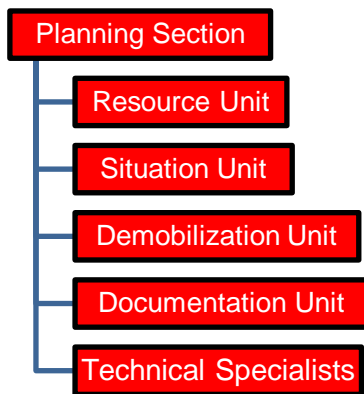 Planning Section
Resource Unit
Situation Unit
Demobilization Unit
Documentation Unit
Technical Specialists